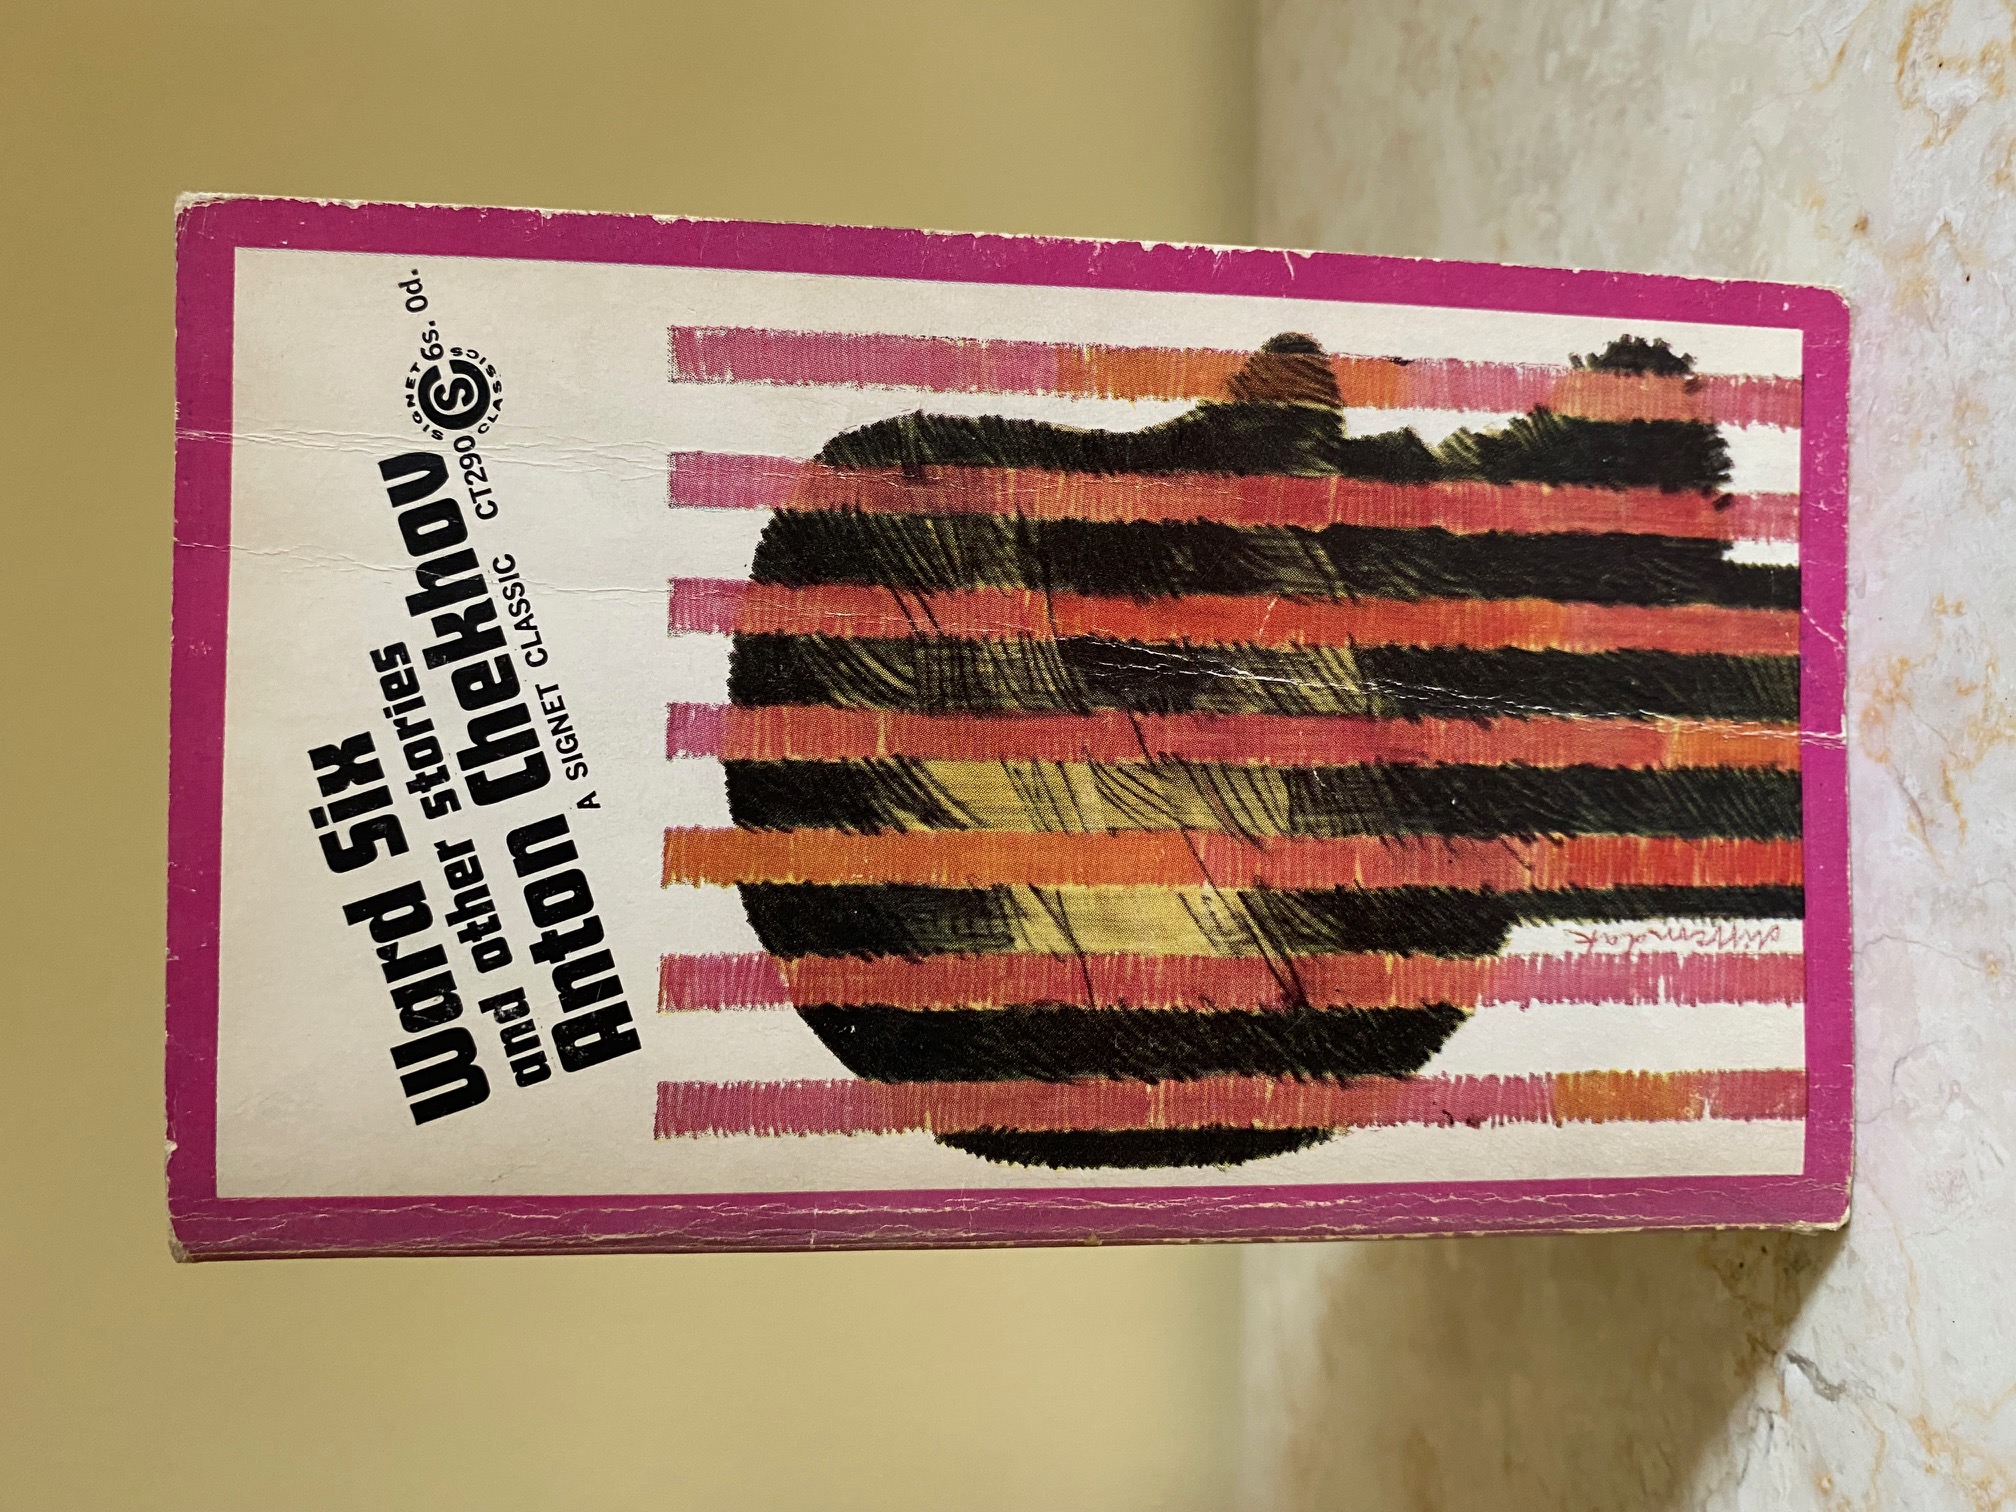 Ward Six
and other stories
Anton Chekhov
A SIGNET CLASSIC CT290
SIGNET CLASSICS
S
6s. 0d.